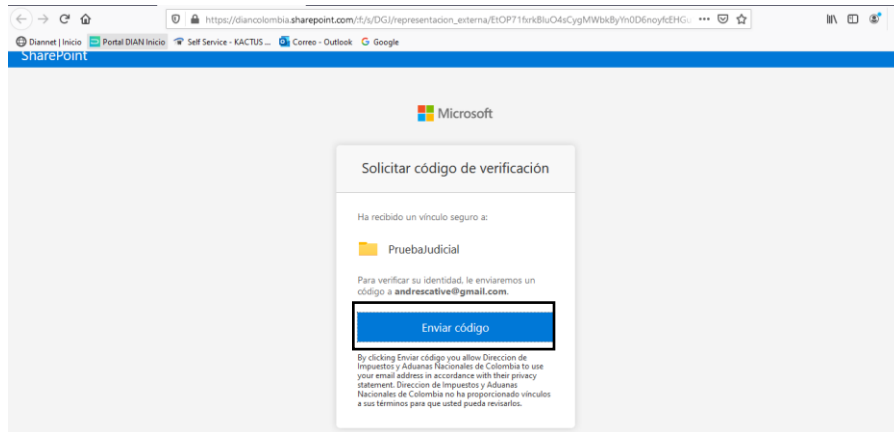 https://diancolombia.sharepoint.com/:f:/s/DGJ/representacion_externa/
Diannet | Inicio Portal DIAN Inicio Self Service - KACTUS ... Correo - Outlook Google
SharePoint
Microsoft
Solicitar código de verificación
Ha recibido un vínculo seguro a:
PruebaJudicial
Para verificar su identidad, le enviaremos un
código a andrescative@gmail.com.
Enviar código
By clicking Enviar código you allow Direccion de
Impuestos y Aduanas Nacionales de Colombia to use
your email address in accordance with their privacy
statement. Direccion de Impuestos y Aduanas
Nacionales de Colombia no ha proporcionado vínculos
a sus términos para que usted pueda revisarlos.